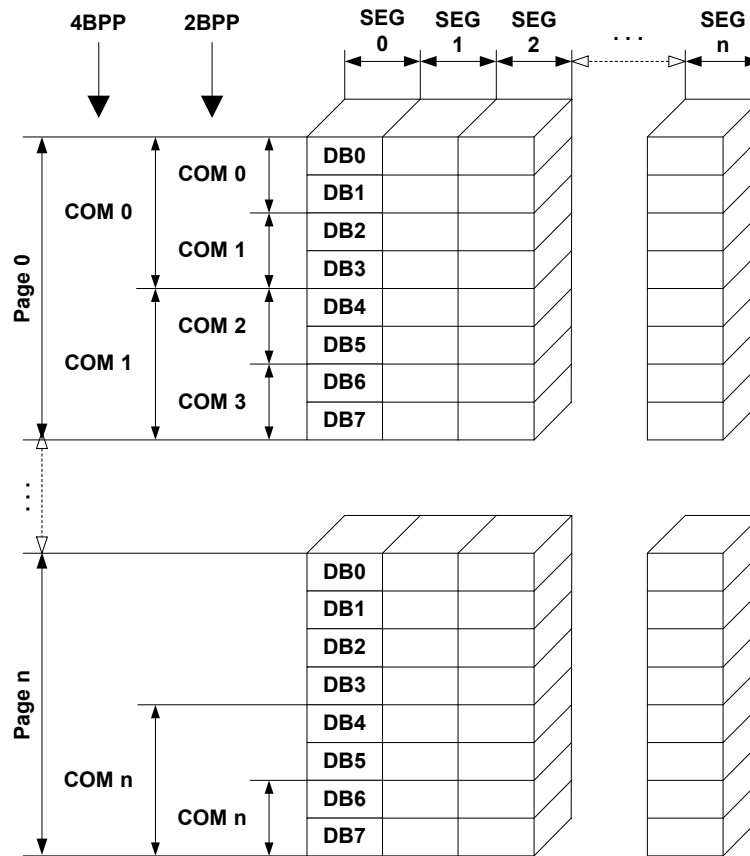 4BPP 2BPP SEG 0 SEG 1 SEG 2 . . . SEG n
Page 0
COM 0
COM 1
COM 0
COM 1
COM 2
COM 3
DB0
DB1
DB2
DB3
DB4
DB5
DB6
DB7
. . .
Page n
COM n
COM n
DB0
DB1
DB2
DB3
DB4
DB5
DB6
DB7